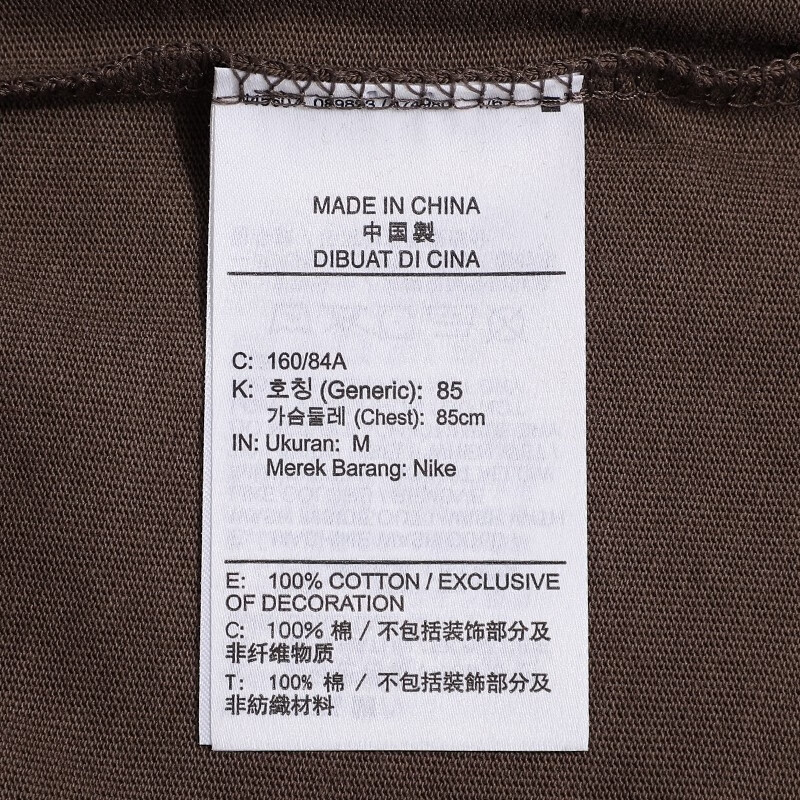 MADE IN CHINA
中国製
DIBUAT DI CINA
C: 160/84A
K: 호칭 (Generic): 85
가슴둘레 (Chest): 85cm
IN: Ukuran: M
Merek Barang: Nike
E: 100% COTTON / EXCLUSIVE
OF DECORATION
C: 100% 棉 / 不包括装饰部分及
非纤维物质
T: 100% 棉 / 不包括裝飾部分及
非紡織材料